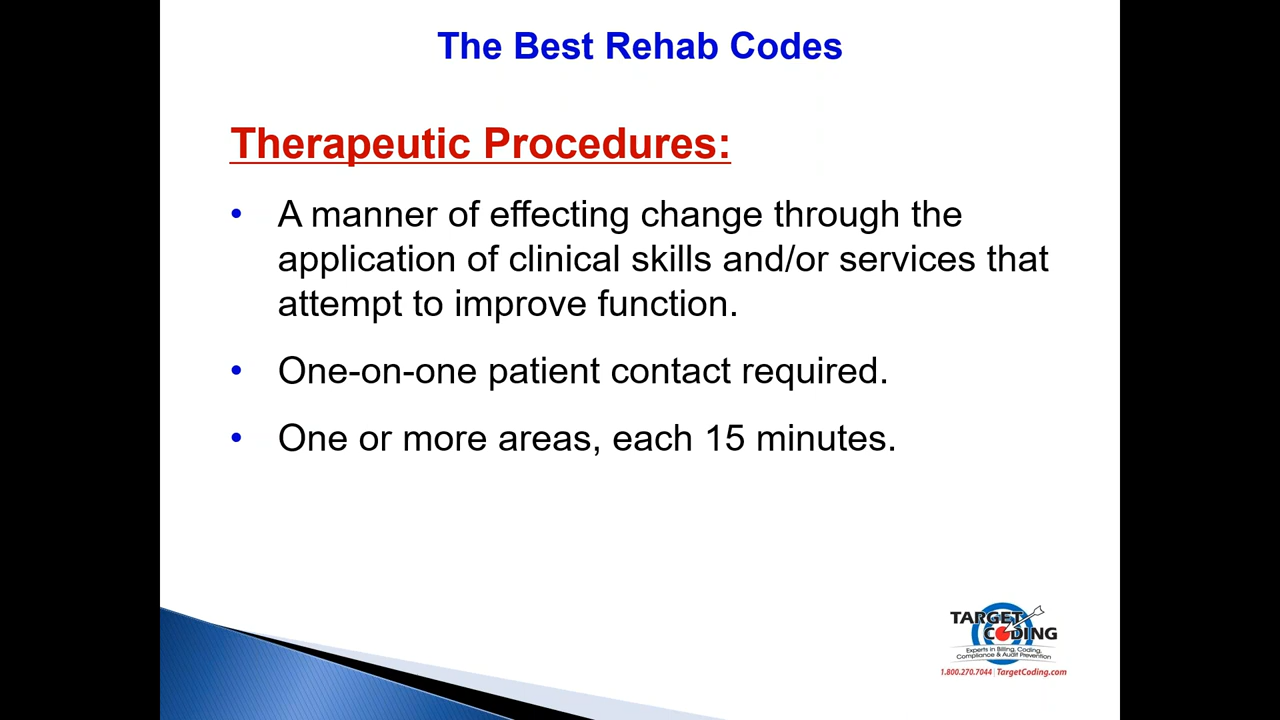 The Best Rehab Codes
Therapeutic Procedures:
• A manner of effecting change through the
application of clinical skills and/or services that
attempt to improve function.
• One-on-one patient contact required.
• One or more areas, each 15 minutes.
TARGET
CODING
Experts in Billing, Coding,
Compliance & Audit Prevention
1.800.270.7044 | TargetCoding.com